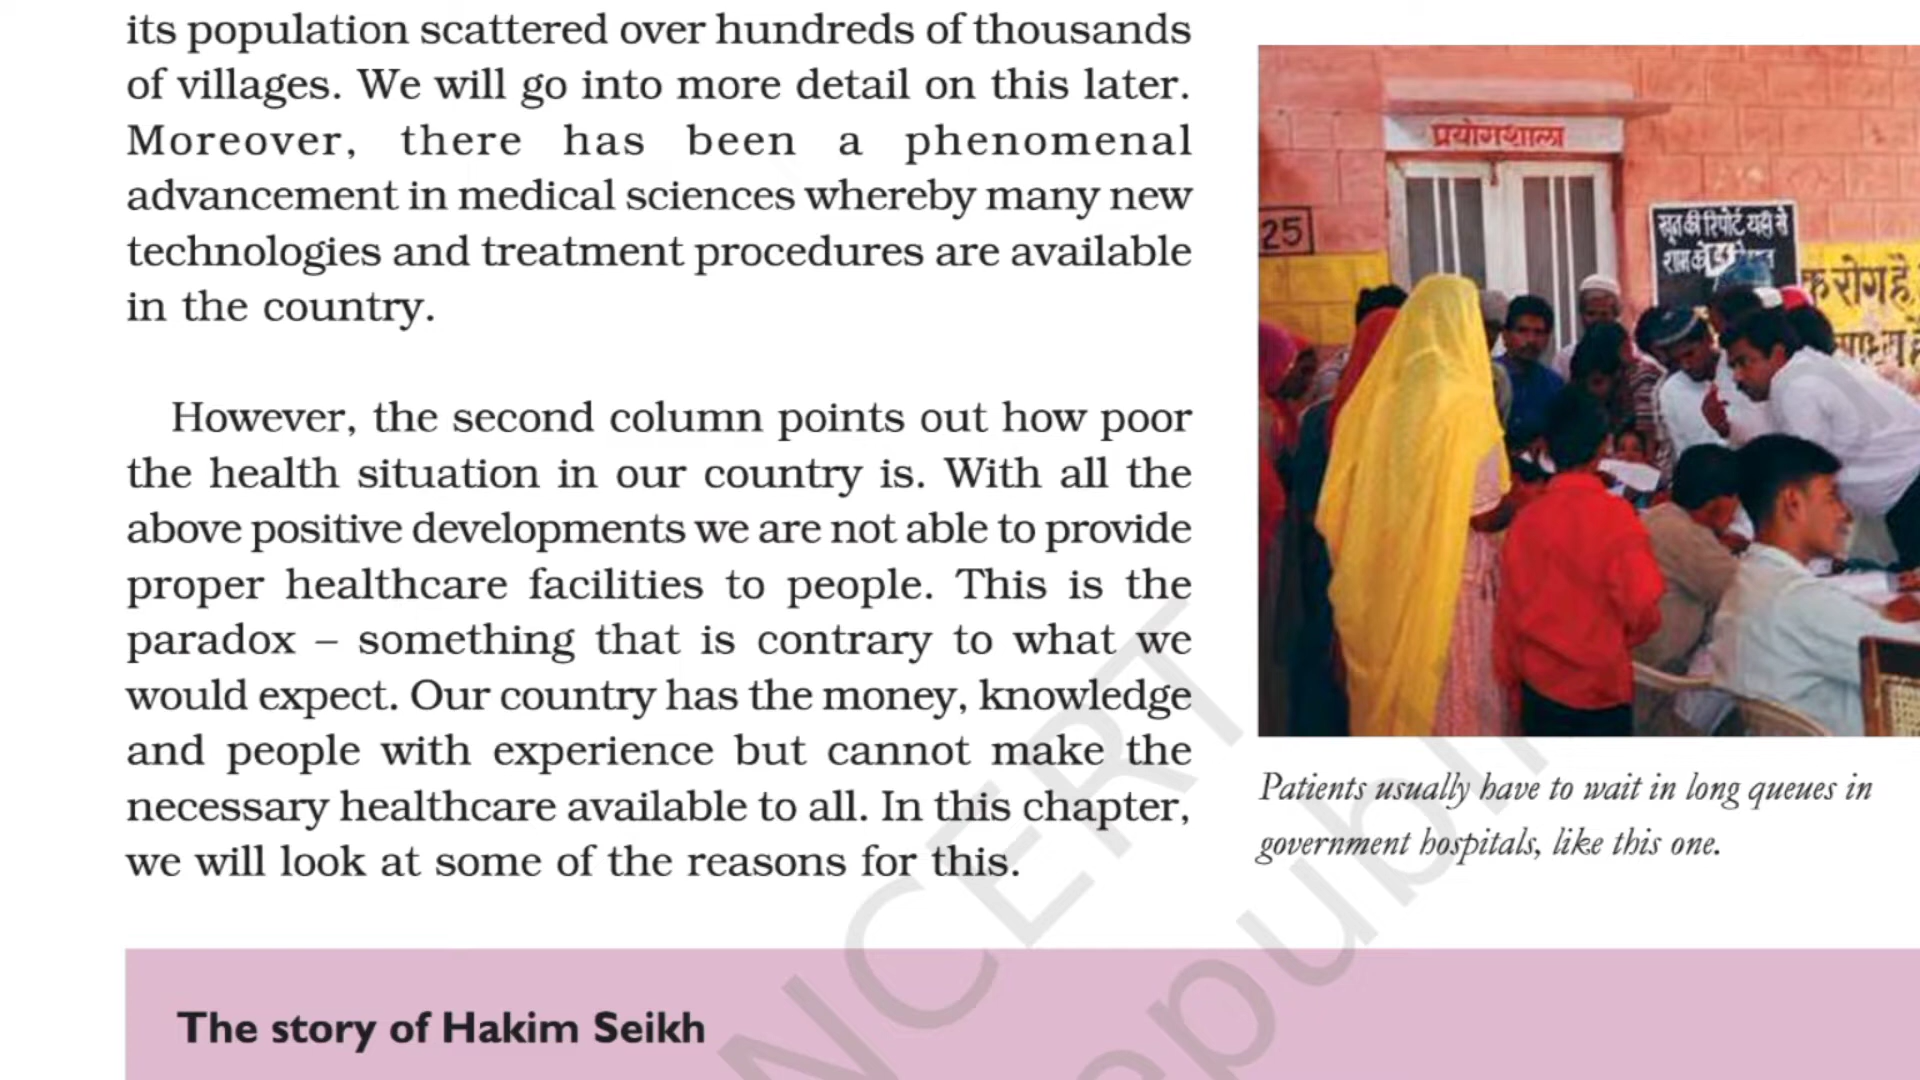 its population scattered over hundreds of thousands
of villages. We will go into more detail on this later.
Moreover, there has been a phenomenal
advancement in medical sciences whereby many new
technologies and treatment procedures are available
in the country.
However, the second column points out how poor
the health situation in our country is. With all the
above positive developments we are not able to provide
proper healthcare facilities to people. This is the
paradox – something that is contrary to what we
would expect. Our country has the money, knowledge
and people with experience but cannot make the
necessary healthcare available to all. In this chapter,
we will look at some of the reasons for this.
प्रयोगशाला
25
खून की रिपोर्ट यहाँ से
शाम को
रोग है
Patients usually have to wait in long queues in
government hospitals, like this one.
The story of Hakim Seikh
NCERT
republi